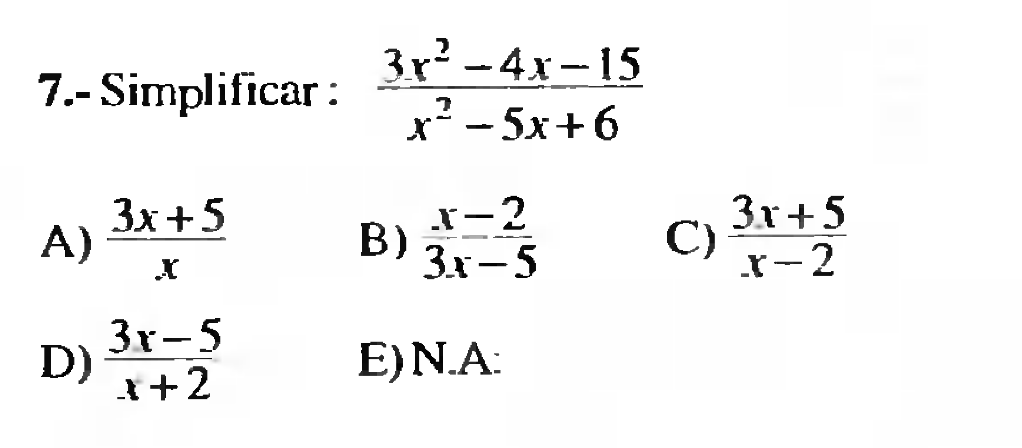 7.- Simplificar : (3x² − 4x − 15)/(x² − 5x + 6)
A) (3x + 5)/x B) (x − 2)/(3x − 5) C) (3x + 5)/(x − 2)
D) (3x − 5)/(x + 2) E) N.A: